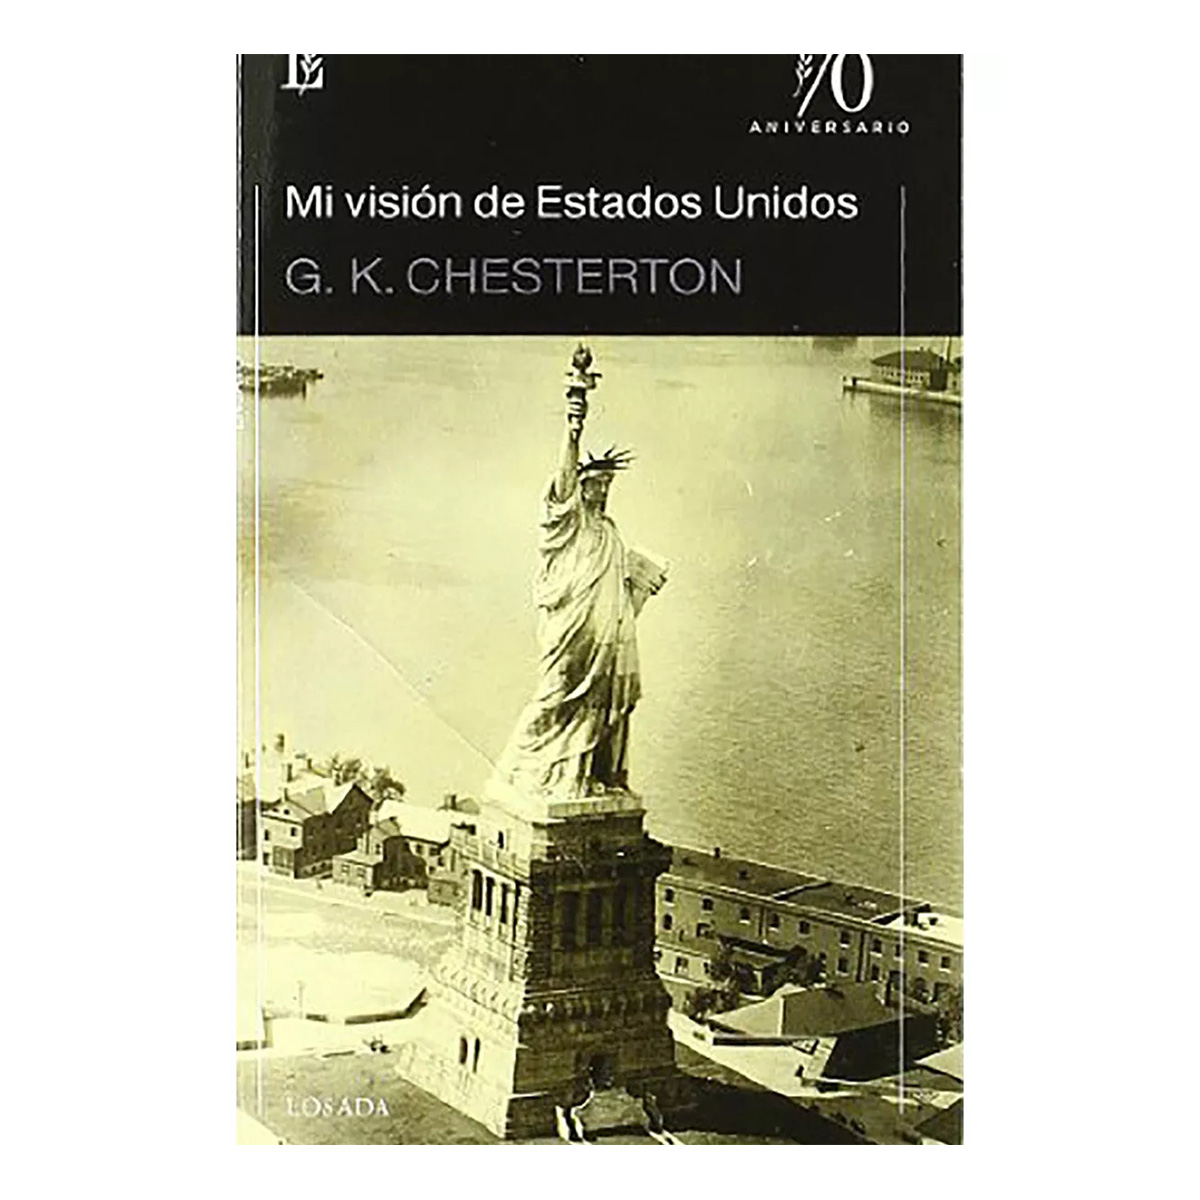 L
70
ANIVERSARIO
Mi visión de Estados Unidos
G. K. CHESTERTON
LOSADA